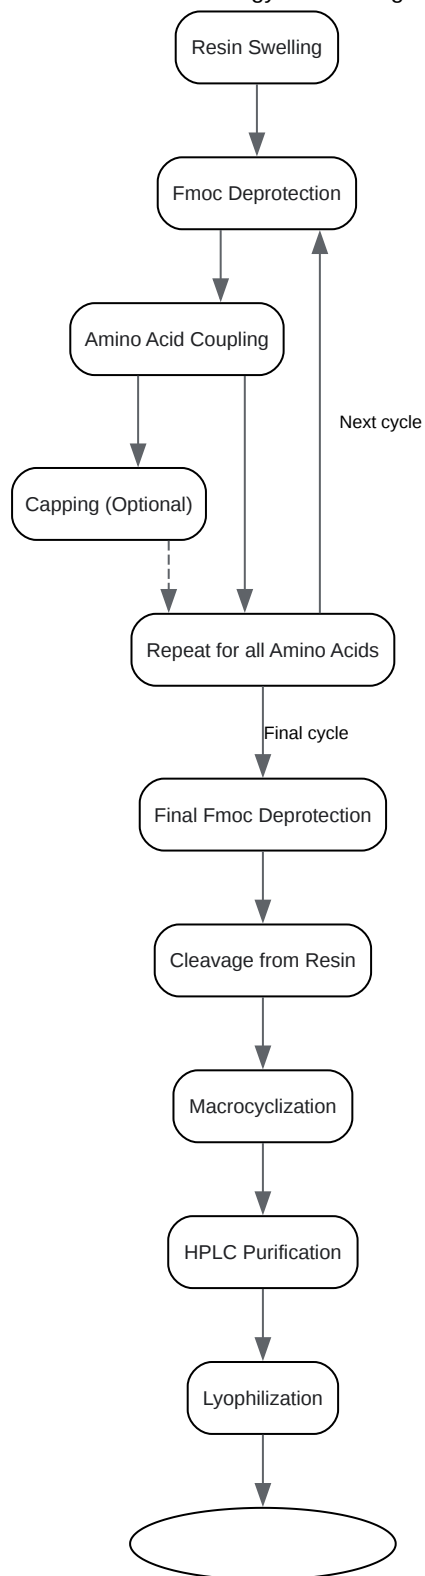 Resin Swelling
Fmoc Deprotection
Amino Acid Coupling
Next cycle
Capping (Optional)
Repeat for all Amino Acids
Final cycle
Final Fmoc Deprotection
Cleavage from Resin
Macrocyclization
HPLC Purification
Lyophilization